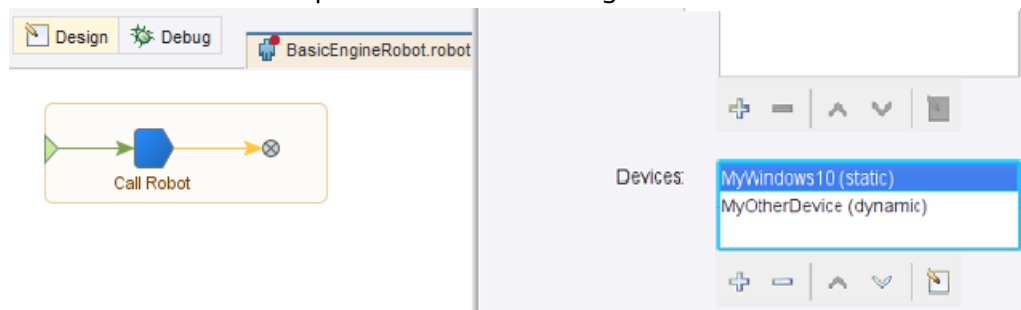 Design
Debug
BasicEngineRobot.robot
Call Robot
Devices:
MyWindows10 (static)
MyOtherDevice (dynamic)